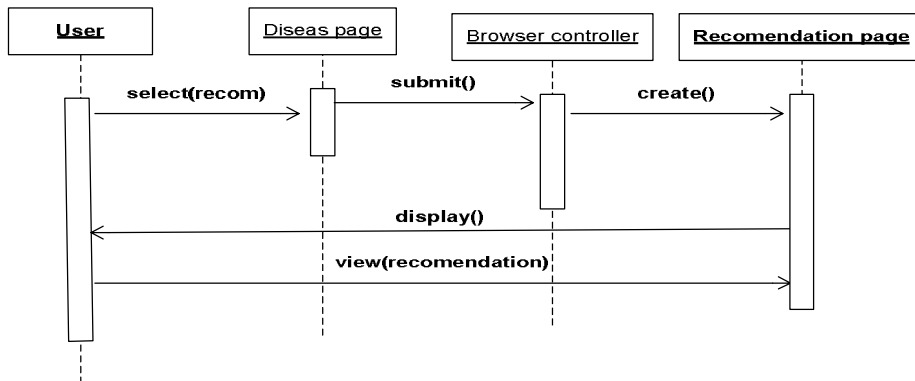 User
Diseas page
Browser controller
Recomendation page
select(recom)
submit()
create()
display()
view(recomendation)